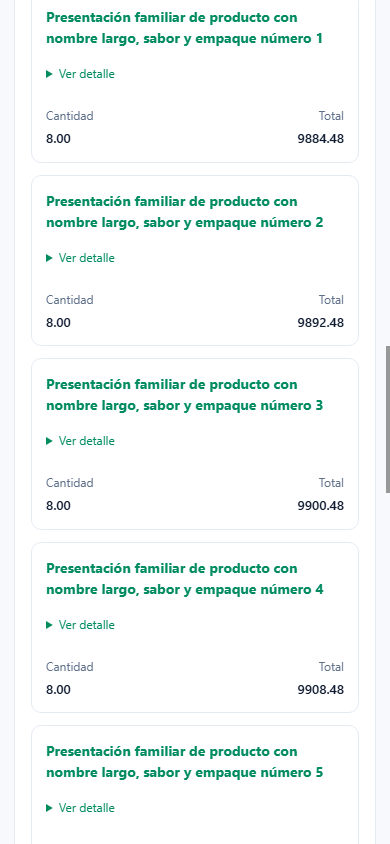 Presentación familiar de producto con
nombre largo, sabor y empaque número 1
Ver detalle
Cantidad Total
8.00 9884.48
Presentación familiar de producto con
nombre largo, sabor y empaque número 2
Ver detalle
Cantidad Total
8.00 9892.48
Presentación familiar de producto con
nombre largo, sabor y empaque número 3
Ver detalle
Cantidad Total
8.00 9900.48
Presentación familiar de producto con
nombre largo, sabor y empaque número 4
Ver detalle
Cantidad Total
8.00 9908.48
Presentación familiar de producto con
nombre largo, sabor y empaque número 5
Ver detalle